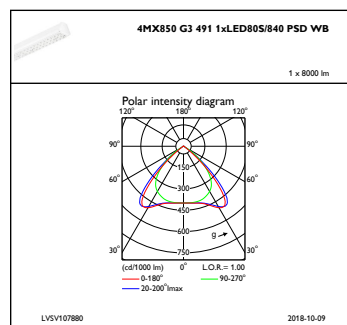 4MX850 G3 491 1xLED80S/840 PSD WB
1 x 8000 lm
Polar intensity diagram
120° 180° 120°
90° 90°
150
60° 60°
300
450
600
g
30° 750 30°
(cd/1000 lm) 0° L.O.R.= 1.00
0-180° 90-270°
20-200°Imax
LVSV107880 2018-10-09